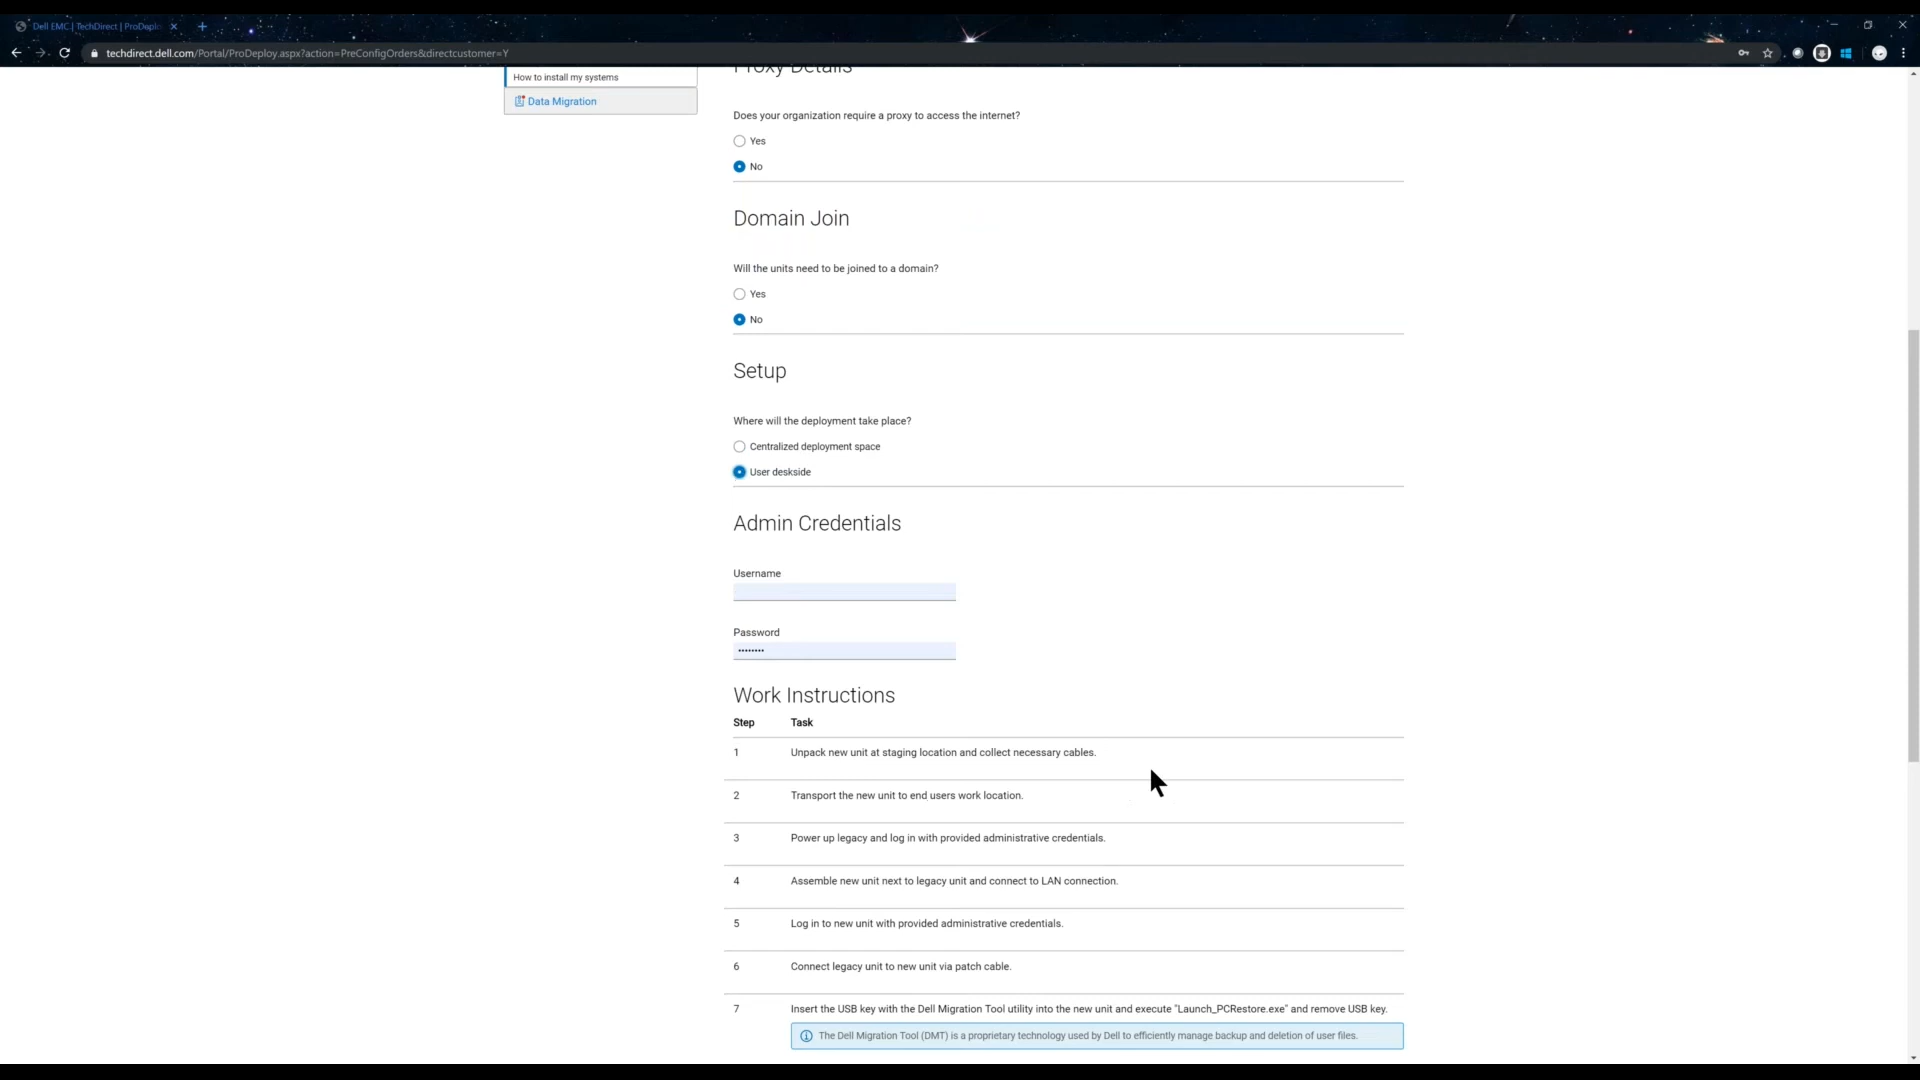 Dell EMC | TechDirect | ProDeplo
techdirect.dell.com/Portal/ProDeploy.aspx?action=PreConfigOrders&directcustomer=Y
How to install my systems
Data Migration
Proxy Details
Does your organization require a proxy to access the internet?
Yes
No
Domain Join
Will the units need to be joined to a domain?
Yes
No
Setup
Where will the deployment take place?
Centralized deployment space
User deskside
Admin Credentials
Username
Password
••••••••
Work Instructions
Step Task
1 Unpack new unit at staging location and collect necessary cables.
2 Transport the new unit to end users work location.
3 Power up legacy and log in with provided administrative credentials.
4 Assemble new unit next to legacy unit and connect to LAN connection.
5 Log in to new unit with provided administrative credentials.
6 Connect legacy unit to new unit via patch cable.
7 Insert the USB key with the Dell Migration Tool utility into the new unit and execute "Launch_PCRestore.exe" and remove USB key.
The Dell Migration Tool (DMT) is a proprietary technology used by Dell to efficiently manage backup and deletion of user files.